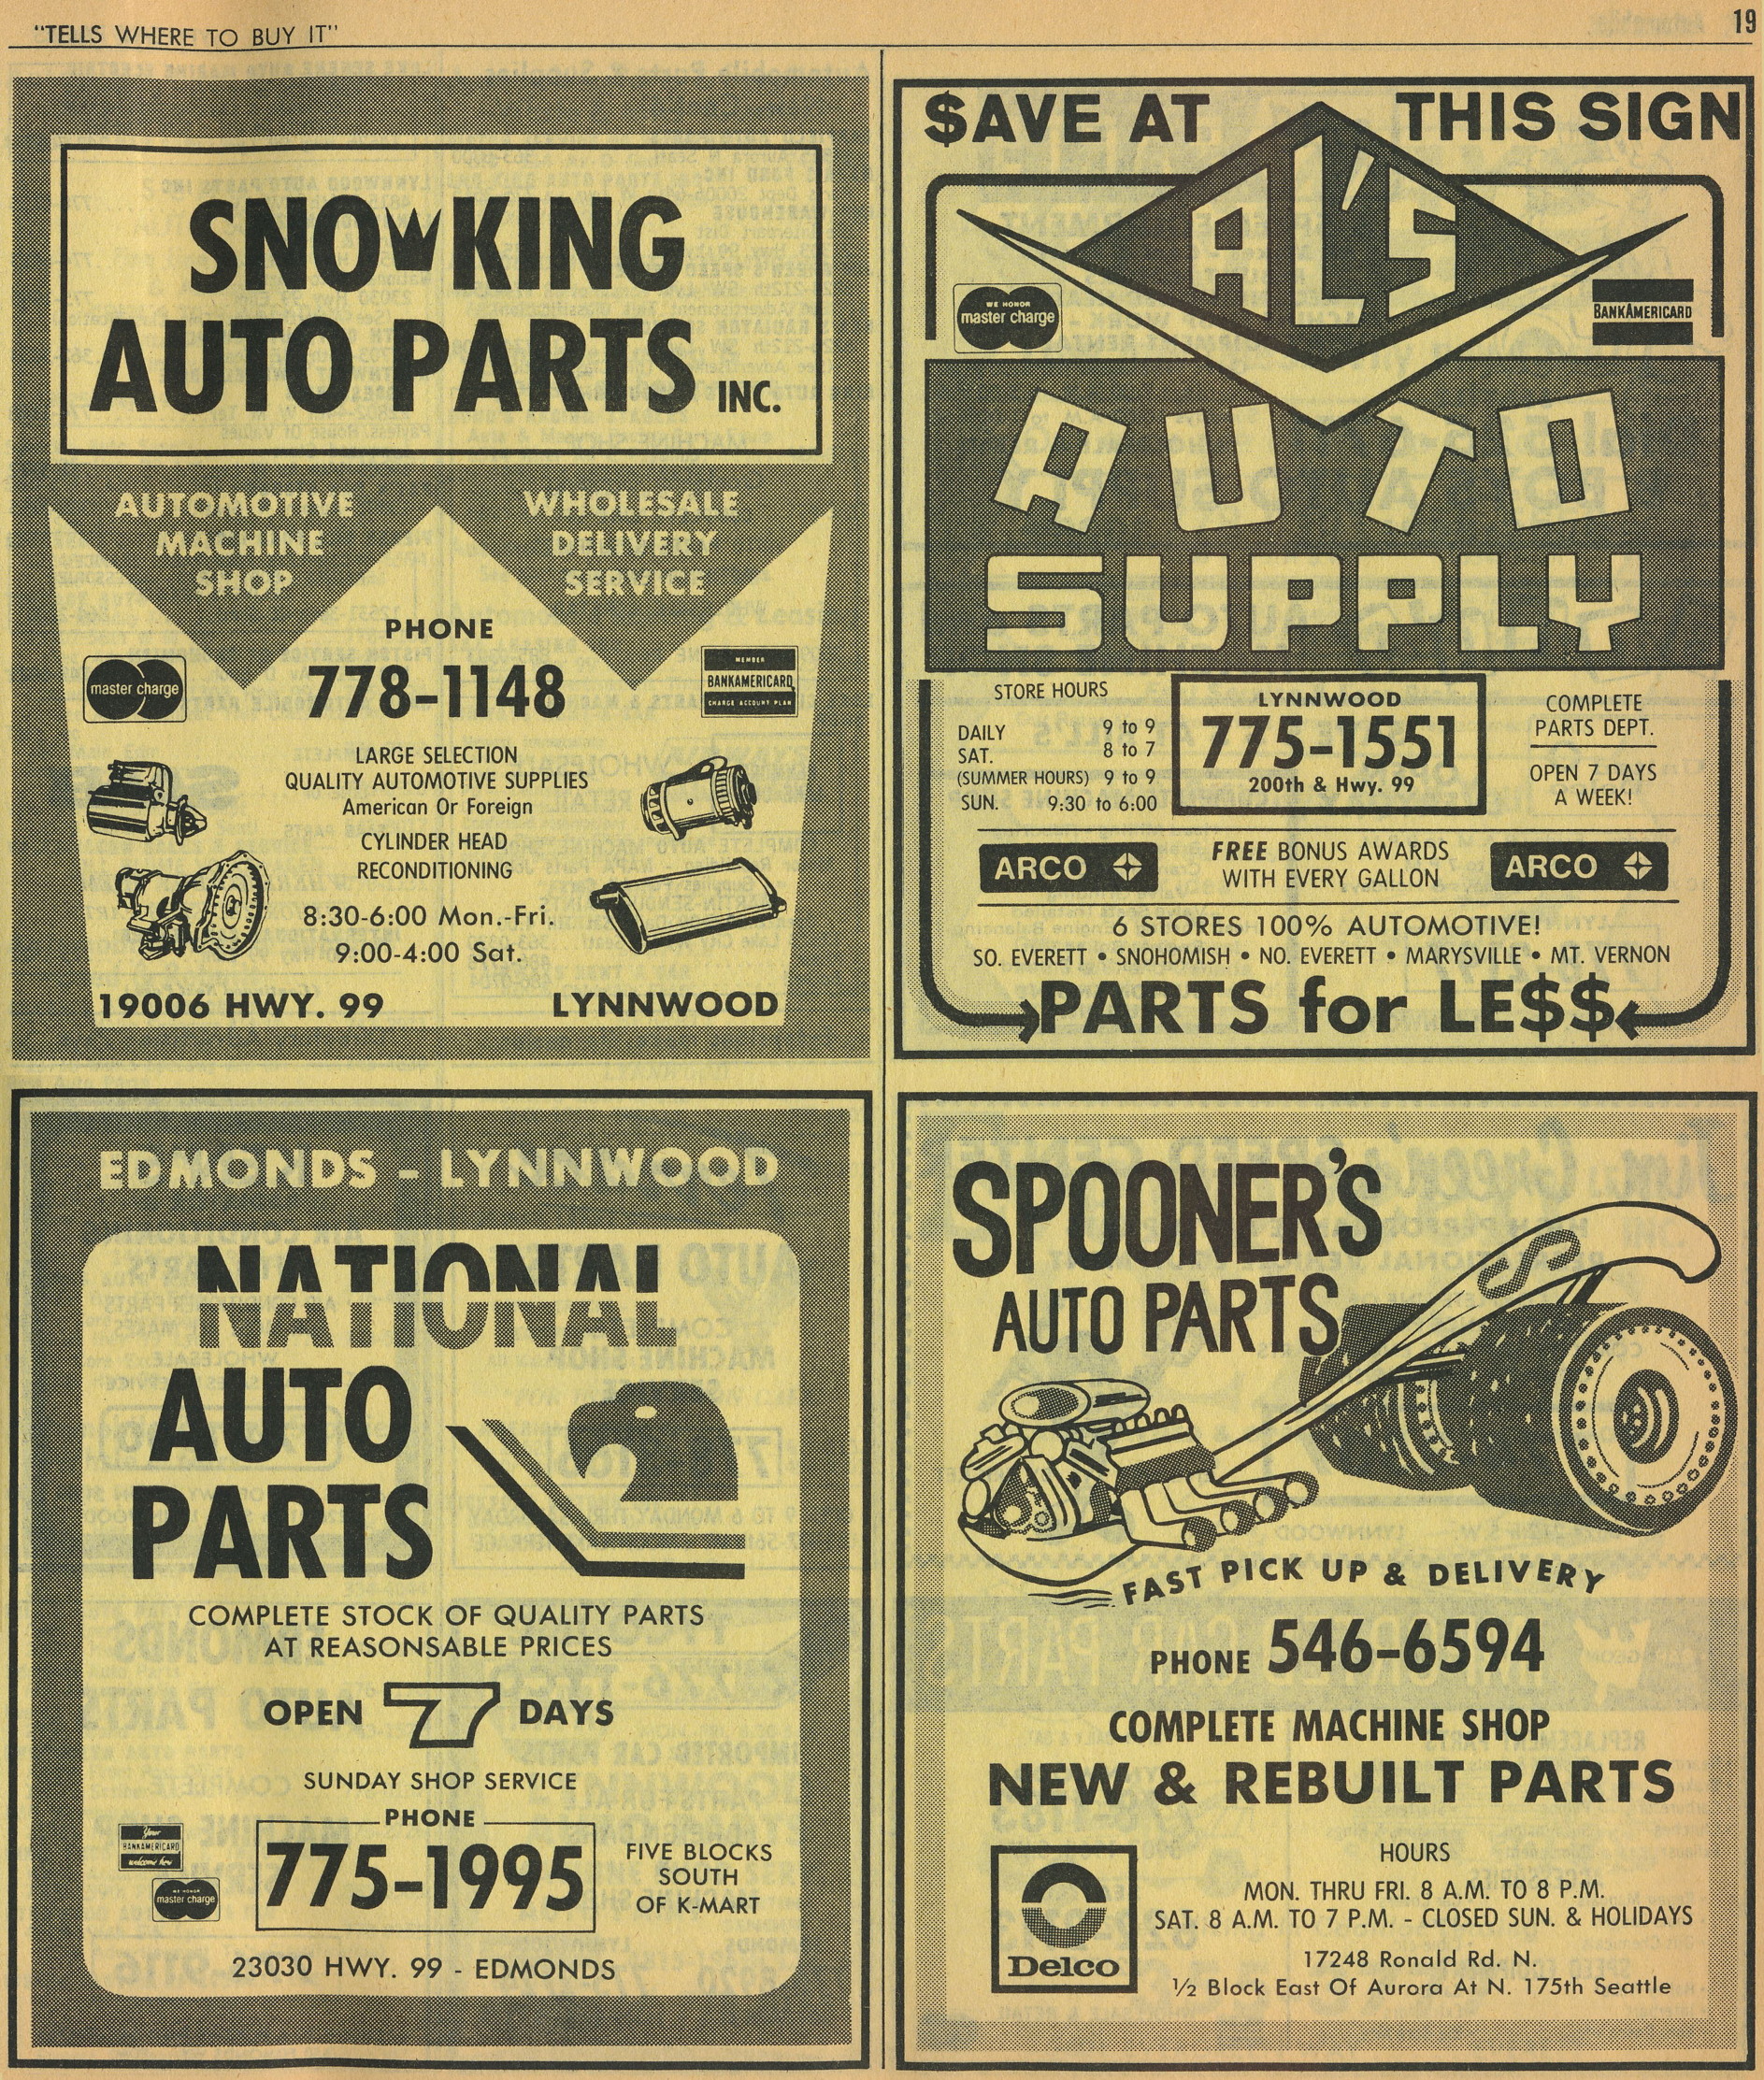 "TELLS WHERE TO BUY IT"
19
SNO KING
AUTO PARTS INC.
AUTOMOTIVE
MACHINE
SHOP
WHOLESALE
DELIVERY
SERVICE
PHONE
778-1148
master charge
MEMBER
BANKAMERICARD
CHARGE ACCOUNT PLAN
LARGE SELECTION
QUALITY AUTOMOTIVE SUPPLIES
American Or Foreign
CYLINDER HEAD
RECONDITIONING
8:30-6:00 Mon.-Fri.
9:00-4:00 Sat.
19006 HWY. 99 LYNNWOOD
$AVE AT THIS SIGN
AL'S
WE HONOR
master charge
BANKAMERICARD
AUTO
SUPPLY
STORE HOURS
DAILY 9 to 9
SAT. 8 to 7
(SUMMER HOURS) 9 to 9
SUN. 9:30 to 6:00
LYNNWOOD
775-1551
200th & Hwy. 99
COMPLETE
PARTS DEPT.
OPEN 7 DAYS
A WEEK!
ARCO
FREE BONUS AWARDS
WITH EVERY GALLON
ARCO
6 STORES 100% AUTOMOTIVE!
SO. EVERETT • SNOHOMISH • NO. EVERETT • MARYSVILLE • MT. VERNON
PARTS for LE$$
EDMONDS - LYNNWOOD
NATIONAL
AUTO
PARTS
COMPLETE STOCK OF QUALITY PARTS
AT REASONSABLE PRICES
OPEN 7 DAYS
SUNDAY SHOP SERVICE
PHONE
775-1995
Your
BANKAMERICARD
welcome here
WE HONOR
master charge
FIVE BLOCKS
SOUTH
OF K-MART
23030 HWY. 99 - EDMONDS
SPOONER'S
AUTO PARTS
S
FAST PICK UP & DELIVERY
PHONE 546-6594
COMPLETE MACHINE SHOP
NEW & REBUILT PARTS
Delco
HOURS
MON. THRU FRI. 8 A.M. TO 8 P.M.
SAT. 8 A.M. TO 7 P.M. - CLOSED SUN. & HOLIDAYS
17248 Ronald Rd. N.
½ Block East Of Aurora At N. 175th Seattle